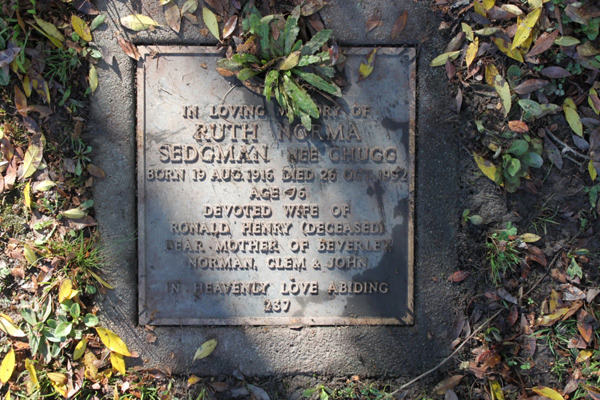 IN LOVING MEMORY OF
RUTH NORMA
SEDGMAN NEE CHUGG
BORN 19 AUG. 1916 DIED 26 OCT. 1992
AGE 76
DEVOTED WIFE OF
RONALD HENRY (DECEASED)
DEAR MOTHER OF BEVERLEY
NORMAN, CLEM & JOHN
IN HEAVENLY LOVE ABIDING
237